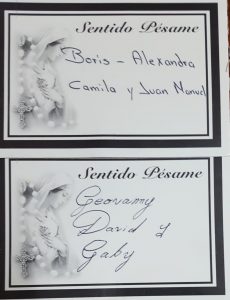 Sentido Pésame
Boris - Alexandra
Camila y Juan Manuel
Sentido Pésame
Geovanny
David y
Gaby